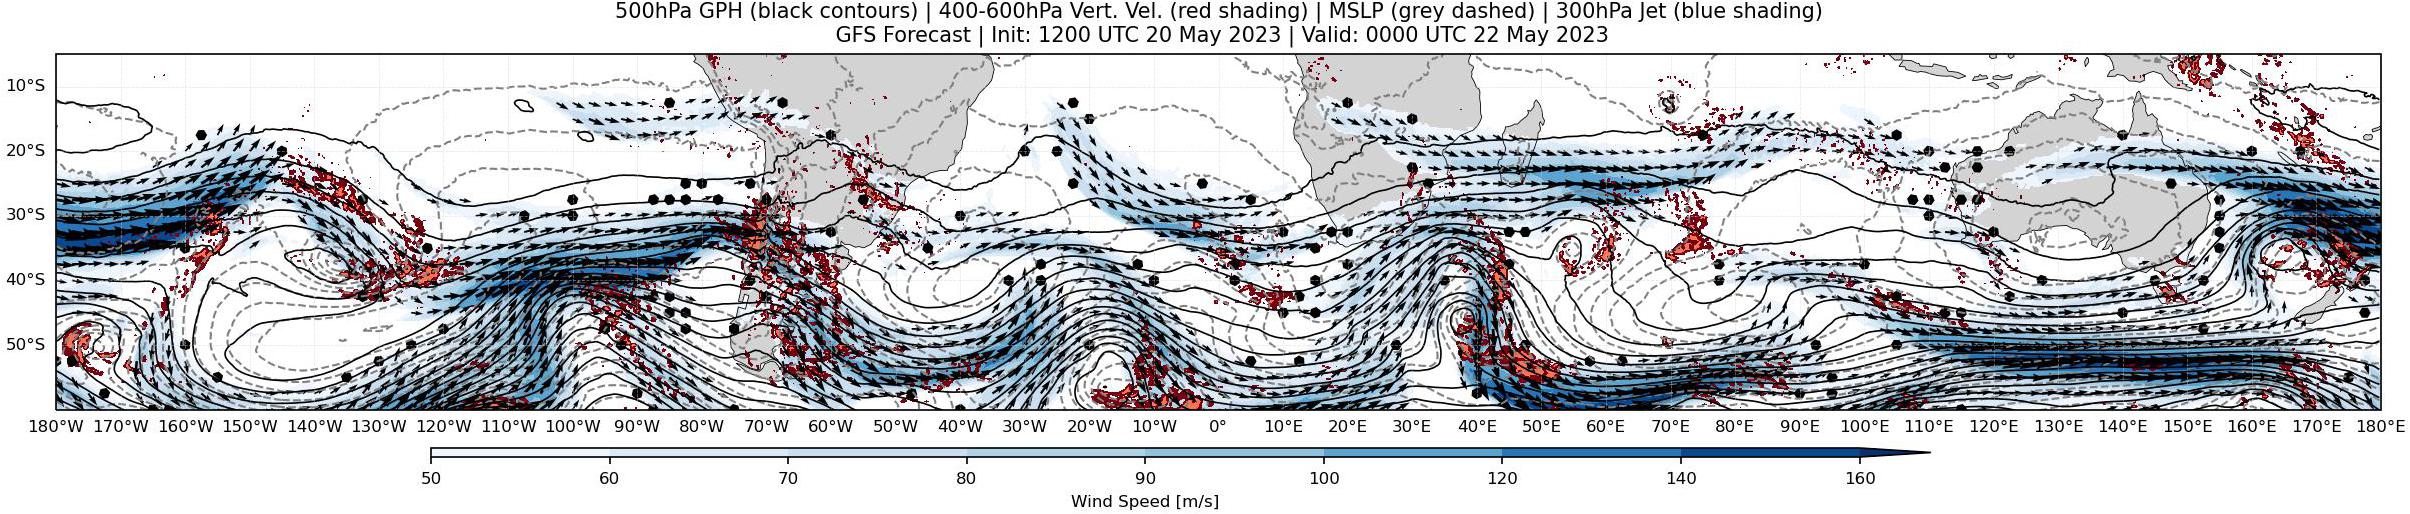 500hPa GPH (black contours) | 400-600hPa Vert. Vel. (red shading) | MSLP (grey dashed) | 300hPa Jet (blue shading)
GFS Forecast | Init: 1200 UTC 20 May 2023 | Valid: 0000 UTC 22 May 2023
10°S
20°S
30°S
40°S
50°S
180°W 170°W 160°W 150°W 140°W 130°W 120°W 110°W 100°W 90°W 80°W 70°W 60°W 50°W 40°W 30°W 20°W 10°W 0° 10°E 20°E 30°E 40°E 50°E 60°E 70°E 80°E 90°E 100°E 110°E 120°E 130°E 140°E 150°E 160°E 170°E 180°E
50 60 70 80 90 100 120 140 160
Wind Speed [m/s]